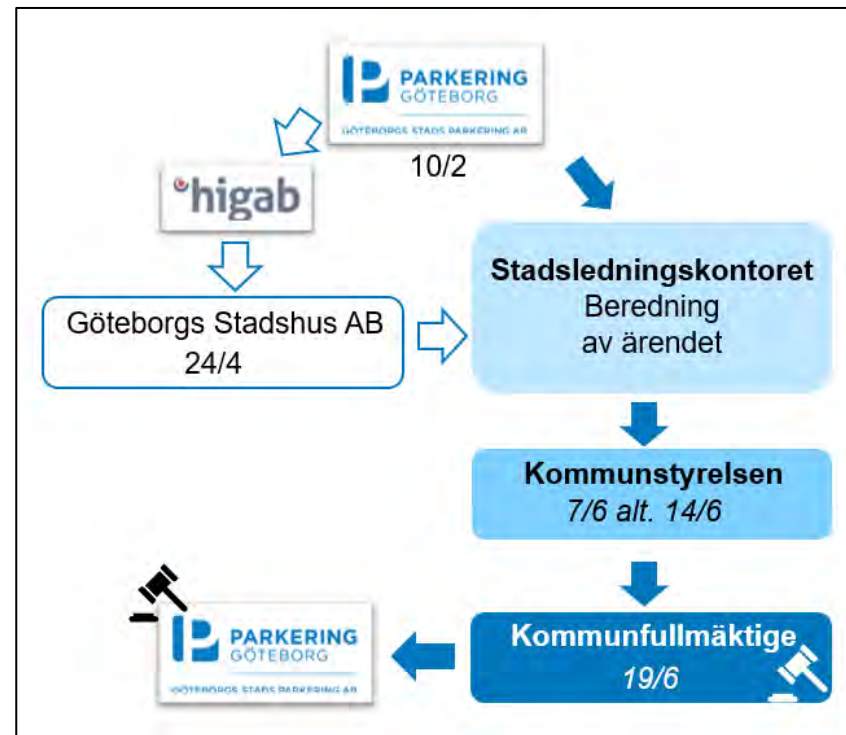 PARKERING
GÖTEBORG
GÖTEBORGS STADS PARKERING AB
10/2
higab
Göteborgs Stadshus AB
24/4
Stadsledningskontoret
Beredning
av ärendet
Kommunstyrelsen
7/6 alt. 14/6
Kommunfullmäktige
19/6
PARKERING
GÖTEBORG
GÖTEBORGS STADS PARKERING AB